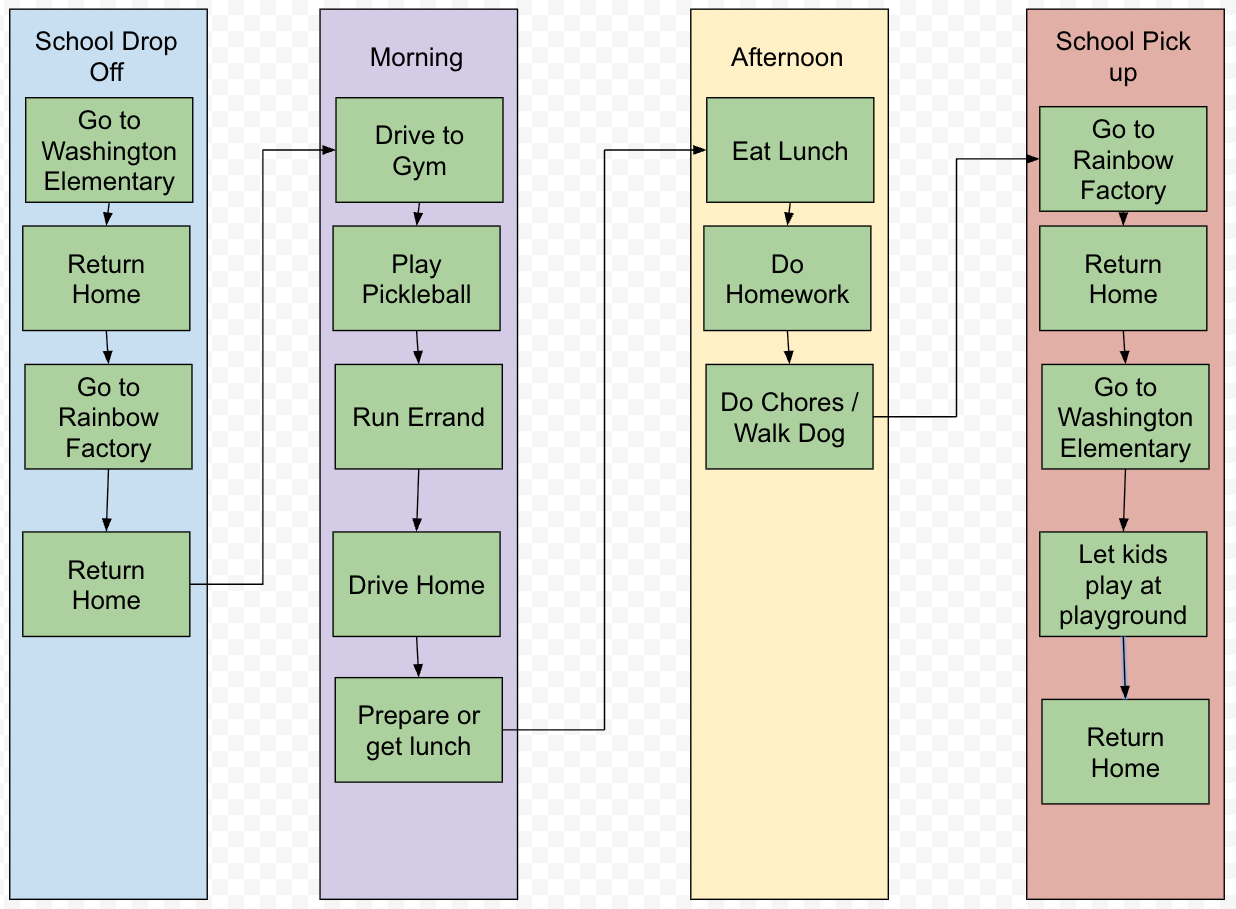 School Drop
Off
Go to
Washington
Elementary
Return
Home
Go to
Rainbow
Factory
Return
Home
Morning
Drive to
Gym
Play
Pickleball
Run Errand
Drive Home
Prepare or
get lunch
Afternoon
Eat Lunch
Do
Homework
Do Chores /
Walk Dog
School Pick
up
Go to
Rainbow
Factory
Return
Home
Go to
Washington
Elementary
Let kids
play at
playground
Return
Home